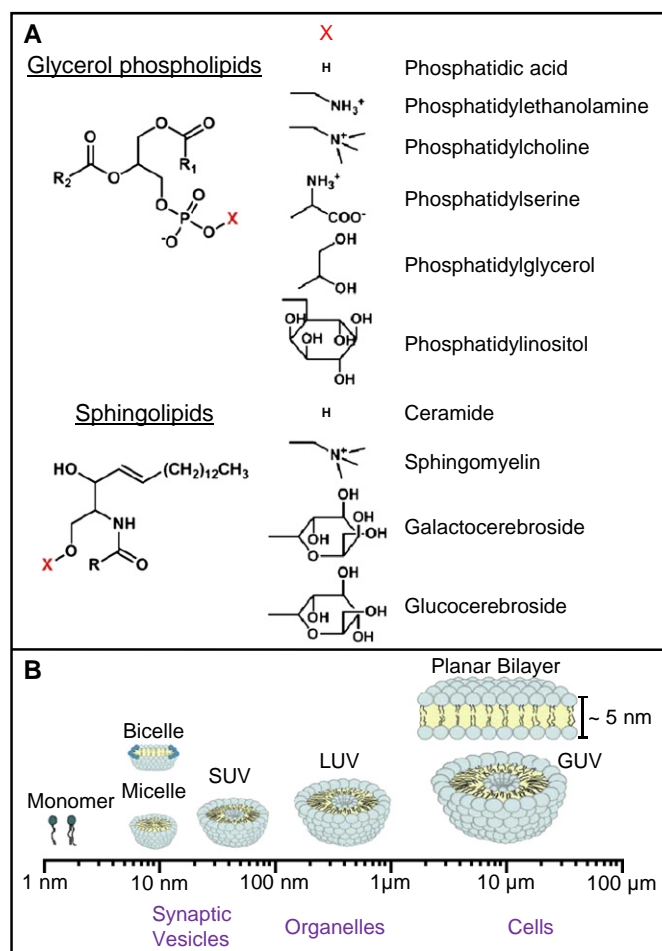 A
X
Glycerol phospholipids
H Phosphatidic acid
NH₃⁺ Phosphatidylethanolamine
N⁺ Phosphatidylcholine
NH₃⁺
COO⁻
Phosphatidylserine
OH
OH
Phosphatidylglycerol
OH
OH
OH
OH
OH
OH
Phosphatidylinositol
O
O
O
R₁
R₂
O
O
O
P
⁻O
O
X
Sphingolipids
H Ceramide
N⁺ Sphingomyelin
HO
(CH₂)₁₂CH₃
NH
X
O
R
O
OH
OH
OH
OH
O
Galactocerebroside
OH
OH
OH
OH
O
Glucocerebroside
B
Planar Bilayer
~ 5 nm
Bicelle
SUV
LUV
GUV
Monomer
Micelle
1 nm 10 nm 100 nm 1µm 10 µm 100 µm
Synaptic
Vesicles
Organelles
Cells